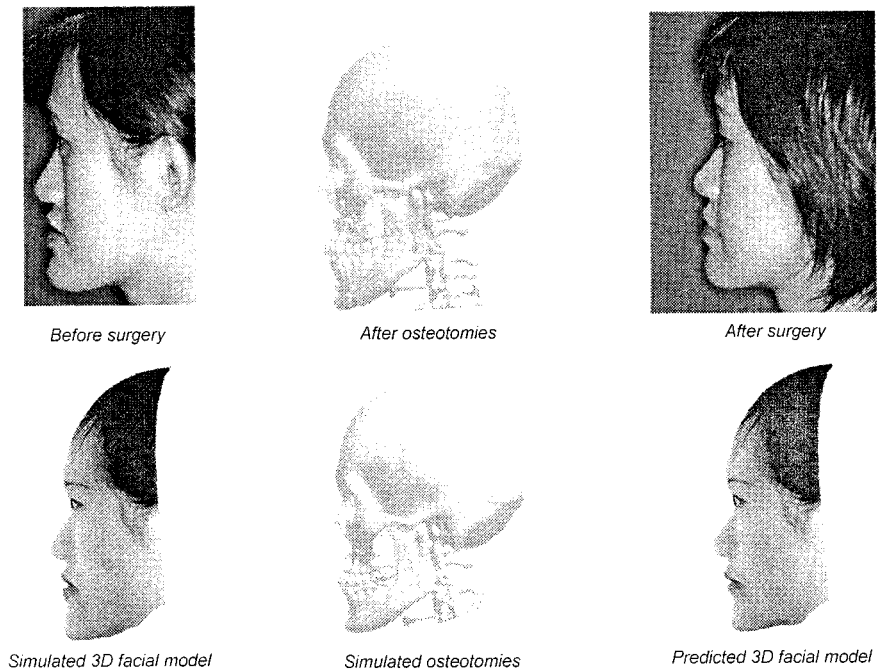 Before surgery
After osteotomies
After surgery
Simulated 3D facial model
Simulated osteotomies
Predicted 3D facial model